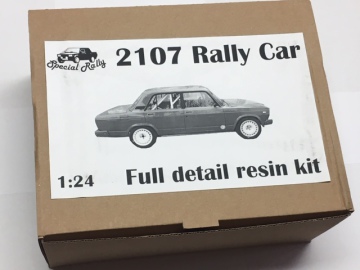 2107 Rally Car
Special Rally
1:24 Full detail resin kit